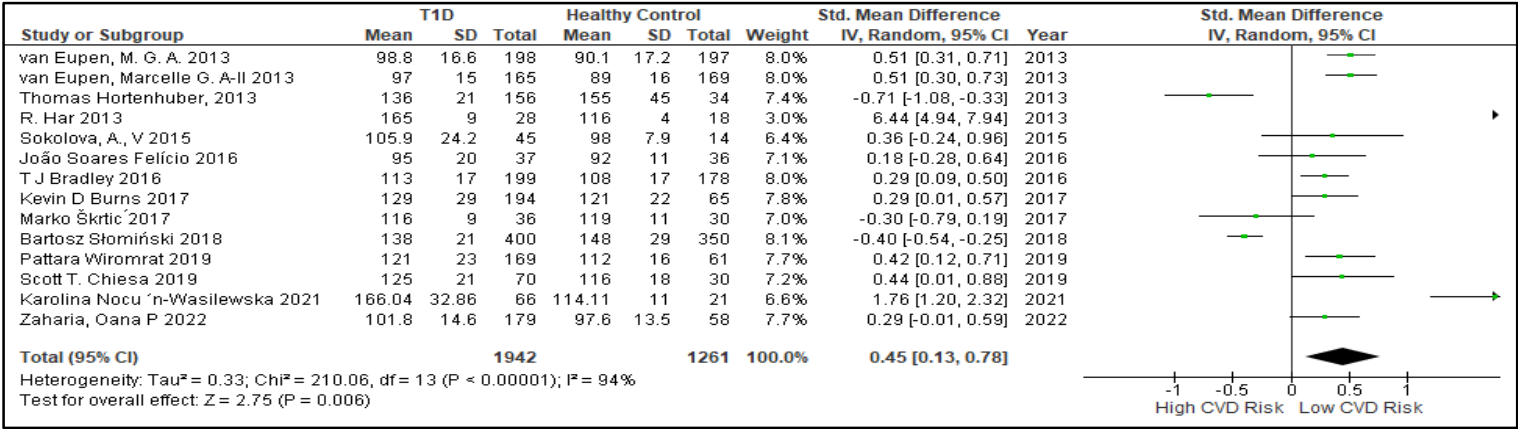 T1D Healthy Control Std. Mean Difference Std. Mean Difference
Study or Subgroup Mean SD Total Mean SD Total Weight IV, Random, 95% CI Year IV, Random, 95% CI
van Eupen, M. G. A. 2013 98.8 16.6 198 90.1 17.2 197 8.0% 0.51 [0.31, 0.71] 2013
van Eupen, Marcelle G. A-II 2013 97 15 165 89 16 169 8.0% 0.51 [0.30, 0.73] 2013
Thomas Hortenhuber, 2013 136 21 156 155 45 34 7.4% -0.71 [-1.08, -0.33] 2013
R. Har 2013 165 9 28 116 4 18 3.0% 6.44 [4.94, 7.94] 2013
Sokolova, A., V 2015 105.9 24.2 45 98 7.9 14 6.4% 0.36 [-0.24, 0.96] 2015
João Soares Felício 2016 95 20 37 92 11 36 7.1% 0.18 [-0.28, 0.64] 2016
T J Bradley 2016 113 17 199 108 17 178 8.0% 0.29 [0.09, 0.50] 2016
Kevin D Burns 2017 129 29 194 121 22 65 7.8% 0.29 [0.01, 0.57] 2017
Marko Škrtic´2017 116 9 36 119 11 30 7.0% -0.30 [-0.79, 0.19] 2017
Bartosz Słomiński 2018 138 21 400 148 29 350 8.1% -0.40 [-0.54, -0.25] 2018
Pattara Wiromrat 2019 121 23 169 112 16 61 7.7% 0.42 [0.12, 0.71] 2019
Scott T. Chiesa 2019 125 21 70 116 18 30 7.2% 0.44 [0.01, 0.88] 2019
Karolina Nocu ´n-Wasilewska 2021 166.04 32.86 66 114.11 11 21 6.6% 1.76 [1.20, 2.32] 2021
Zaharia, Oana P 2022 101.8 14.6 179 97.6 13.5 58 7.7% 0.29 [-0.01, 0.59] 2022
Total (95% CI) 1942 1261 100.0% 0.45 [0.13, 0.78]
Heterogeneity: Tau² = 0.33; Chi² = 210.06, df = 13 (P < 0.00001); I² = 94%
Test for overall effect: Z = 2.75 (P = 0.006)
-1 -0.5 0 0.5 1
High CVD Risk Low CVD Risk